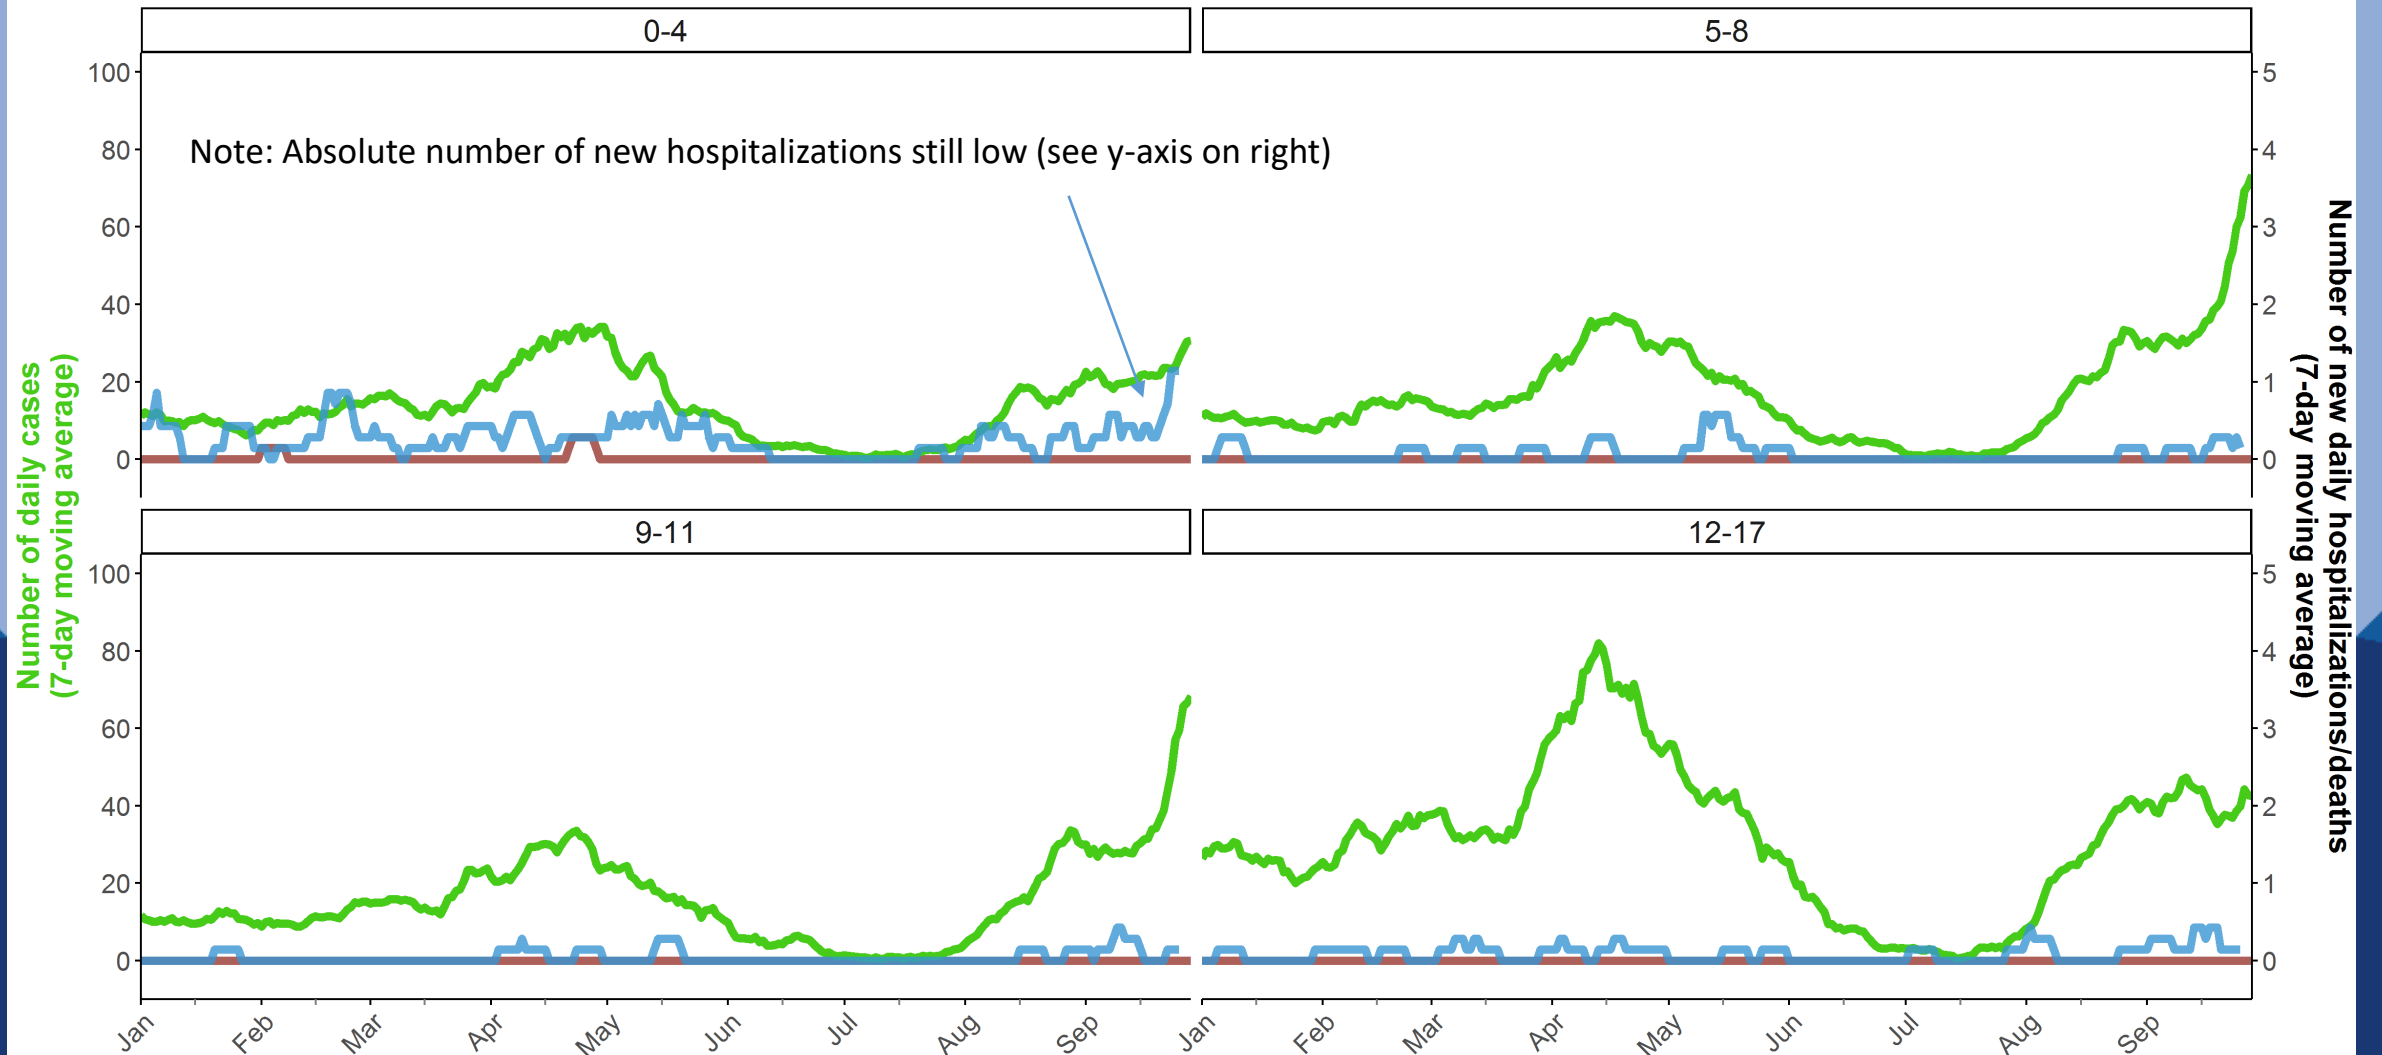 0-4
5-8
100
80
60
40
20
0
5
4
3
2
1
0
Note: Absolute number of new hospitalizations still low (see y-axis on right)
Number of daily cases
(7-day moving average)
Number of new daily hospitalizations/deaths
(7-day moving average)
9-11
12-17
100
80
60
40
20
0
5
4
3
2
1
0
Jan
Feb
Mar
Apr
May
Jun
Jul
Aug
Sep
Jan
Feb
Mar
Apr
May
Jun
Jul
Aug
Sep